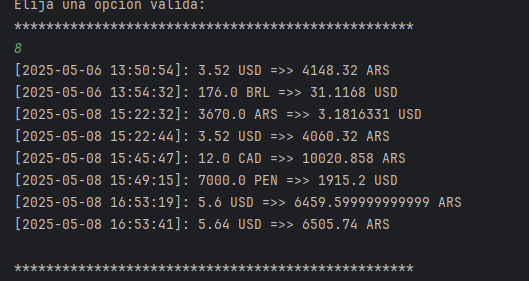 Elija una opcion valida:
**************************************************
8
[2025-05-06 13:50:54]: 3.52 USD =>> 4148.32 ARS
[2025-05-06 13:54:32]: 176.0 BRL =>> 31.1168 USD
[2025-05-08 15:22:32]: 3670.0 ARS =>> 3.1816331 USD
[2025-05-08 15:22:44]: 3.52 USD =>> 4060.32 ARS
[2025-05-08 15:45:47]: 12.0 CAD =>> 10020.858 ARS
[2025-05-08 15:49:15]: 7000.0 PEN =>> 1915.2 USD
[2025-05-08 16:53:19]: 5.6 USD =>> 6459.599999999999 ARS
[2025-05-08 16:53:41]: 5.64 USD =>> 6505.74 ARS
**************************************************